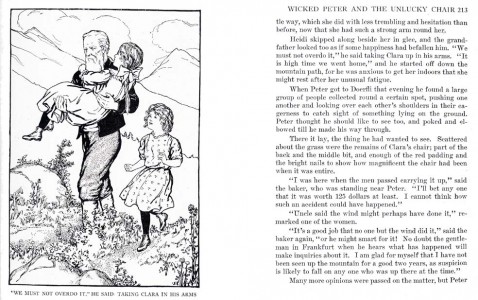 "WE MUST NOT OVERDO IT," HE SAID, TAKING CLARA IN HIS ARMS
WICKED PETER AND THE UNLUCKY CHAIR 213
tle way, which she did with less trembling and hesitation than
before, now that she had such a strong arm round her.
Heidi skipped along beside her in glee, and the grand-
father looked too as if some happiness had befallen him. "We
must not overdo it," he said taking Clara up in his arms. "It
is high time we went home," and he started off down the
mountain path, for he was anxious to get her indoors that she
might rest after her unusual fatigue.
When Peter got to Dorfli that evening he found a large
group of people collected round a certain spot, pushing one
another and looking over each other's shoulders in their ea-
gerness to catch sight of something lying on the ground.
Peter thought he should like to see too, and poked and el-
bowed till he made his way through.
There it lay, the thing he had wanted to see. Scattered
about the grass were the remains of Clara's chair; part of the
back and the middle bit, and enough of the red padding and
the bright nails to show how magnificent the chair had been
when it was entire.
"I was here when the men passed carrying it up," said
the baker, who was standing near Peter. "I'll bet any one
that it was worth 125 dollars at least. I cannot think how
such an accident could have happened."
"Uncle said the wind might perhaps have done it," re-
marked one of the women.
"It's a good job that no one but the wind did it," said the
baker again, "or he might smart for it! No doubt the gentle-
man in Frankfurt when he hears what has happened will
make inquiries about it. I am glad for myself that I have not
been seen up the mountain for a good two years, as suspicion
is likely to fall on any one who was up there at the time."
Many more opinions were passed on the matter, but Peter